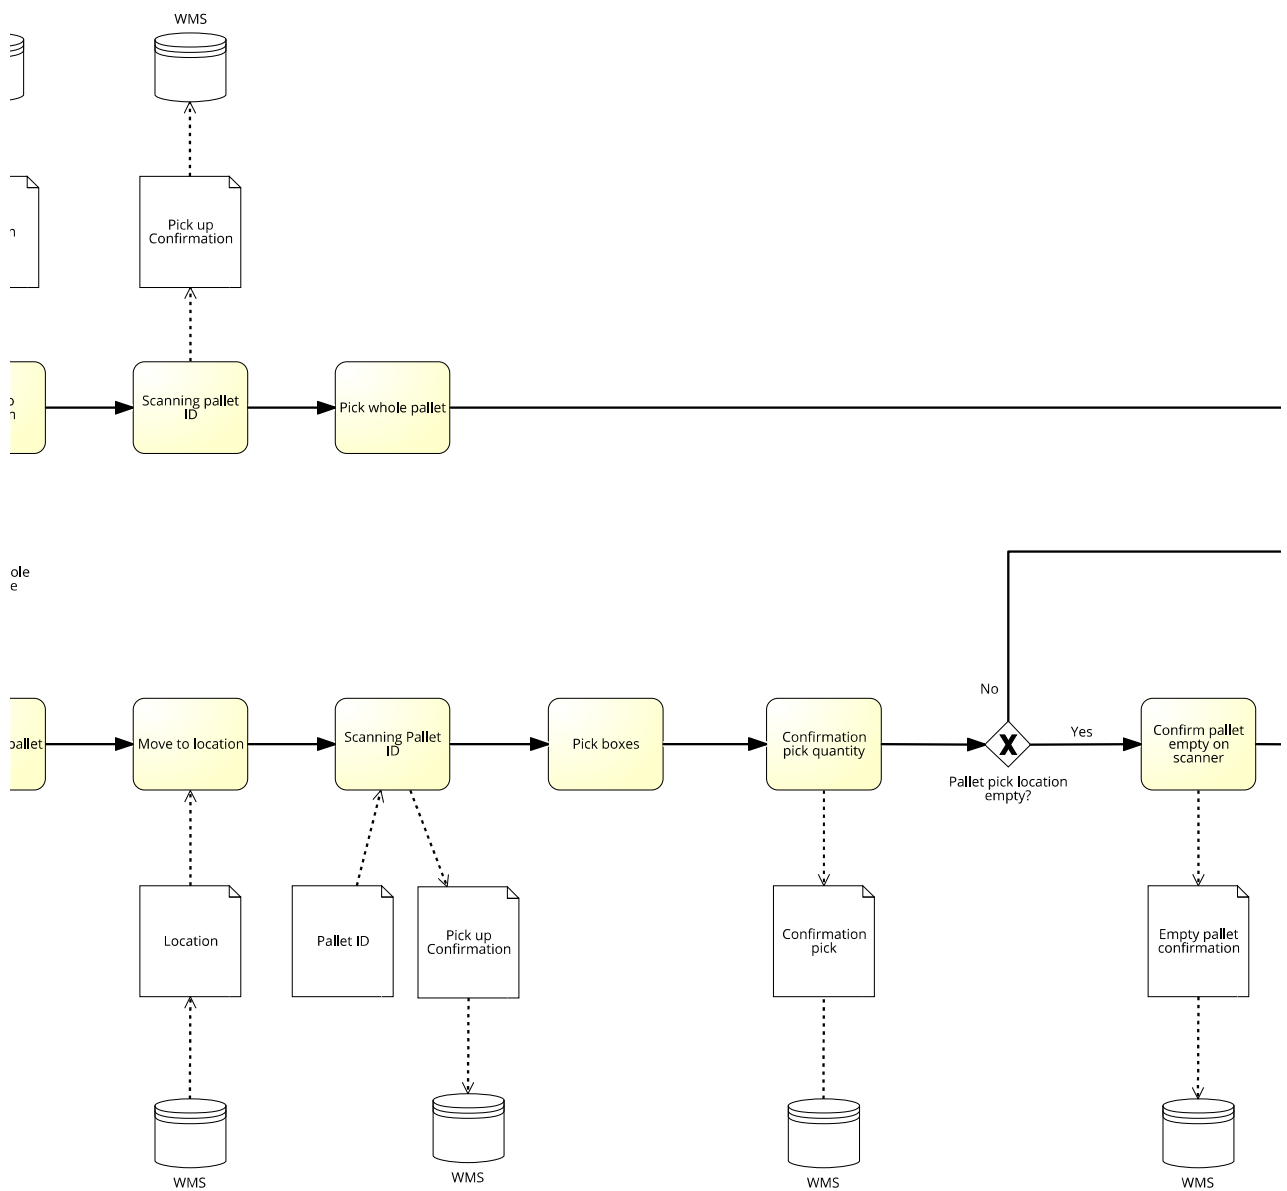 WMS
n
Pick up
Confirmation
n
Scanning pallet
ID
Pick whole pallet
ole
e
No
pallet
Move to location
Scanning Pallet
ID
Pick boxes
Confirmation
pick quantity
X
Yes
Confirm pallet
empty on
scanner
Pallet pick location
empty?
Location
Pallet ID
Pick up
Confirmation
Confirmation
pick
Empty pallet
confirmation
WMS
WMS
WMS
WMS